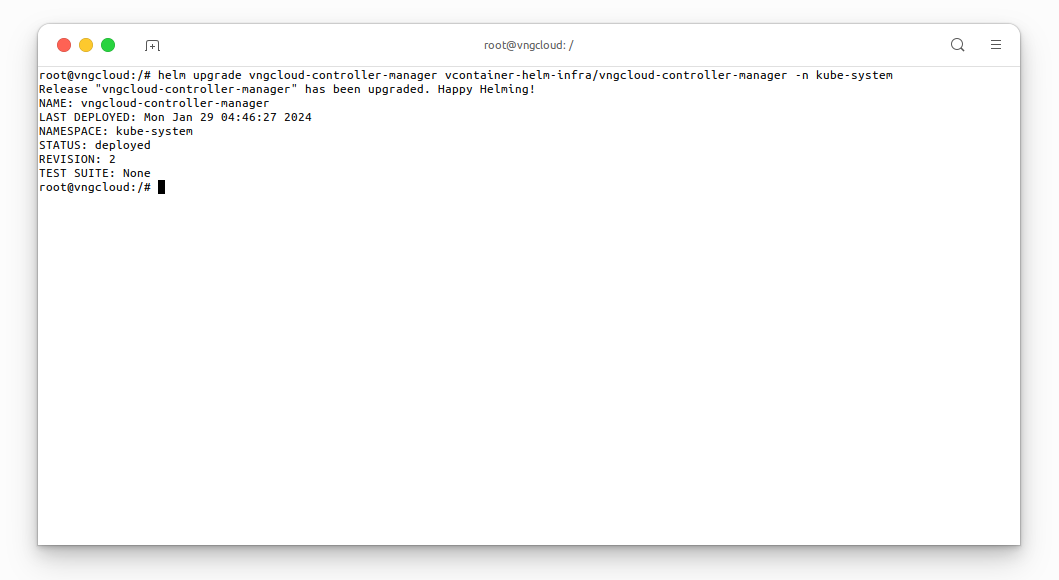 root@vngcloud: /
root@vngcloud:/# helm upgrade vngcloud-controller-manager vcontainer-helm-infra/vngcloud-controller-manager -n kube-system
Release "vngcloud-controller-manager" has been upgraded. Happy Helming!
NAME: vngcloud-controller-manager
LAST DEPLOYED: Mon Jan 29 04:46:27 2024
NAMESPACE: kube-system
STATUS: deployed
REVISION: 2
TEST SUITE: None
root@vngcloud:/#